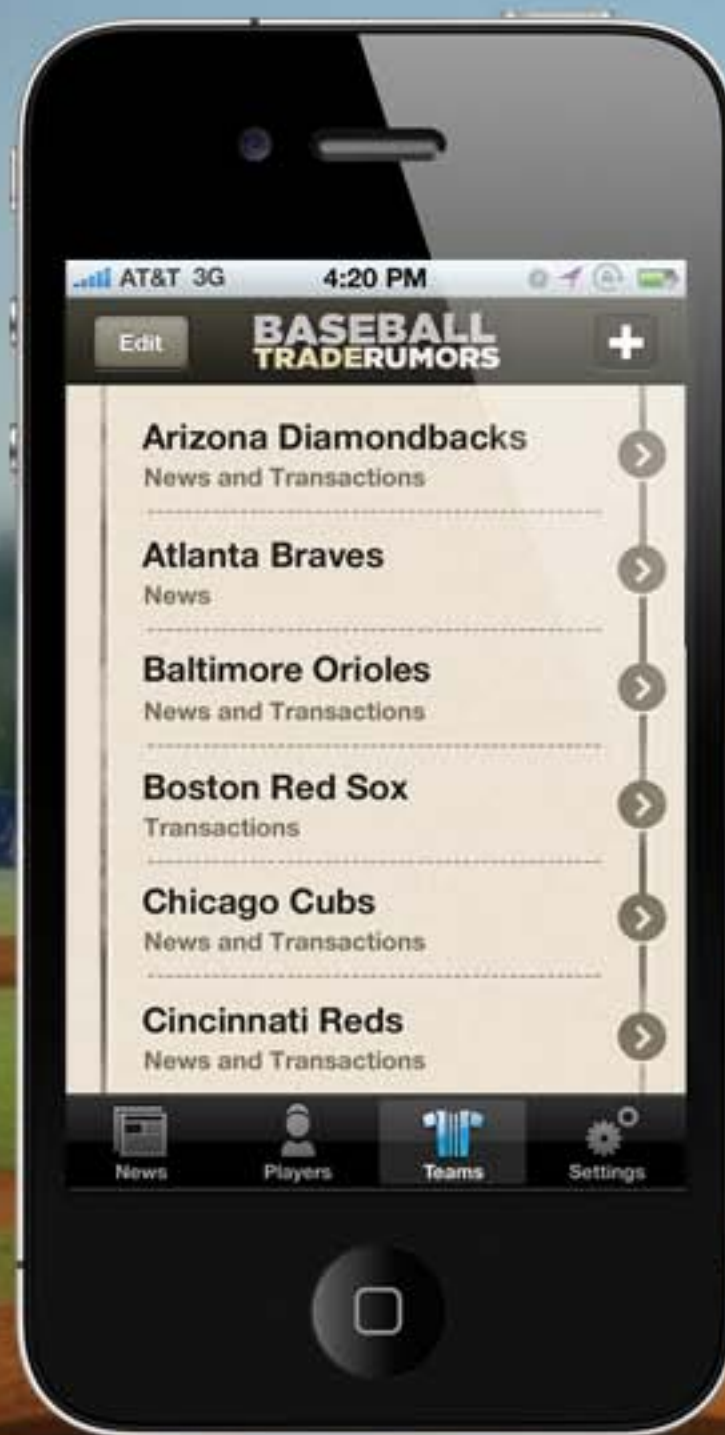 AT&T 3G 4:20 PM
Edit
BASEBALL
TRADERUMORS
Arizona Diamondbacks
News and Transactions
Atlanta Braves
News
Baltimore Orioles
News and Transactions
Boston Red Sox
Transactions
Chicago Cubs
News and Transactions
Cincinnati Reds
News and Transactions
News Players Teams Settings